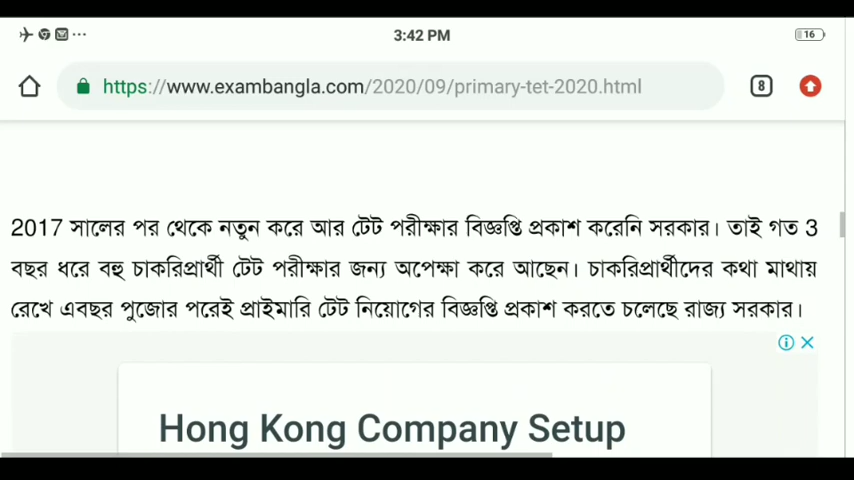 3:42 PM
16
https://www.exambangla.com/2020/09/primary-tet-2020.html
8
2017 সালের পর থেকে নতুন করে আর টেট পরীক্ষার বিজ্ঞপ্তি প্রকাশ করেনি সরকার। তাই গত 3
বছর ধরে বহু চাকরিপ্রার্থী টেট পরীক্ষার জন্য অপেক্ষা করে আছেন। চাকরিপ্রার্থীদের কথা মাথায়
রেখে এবছর পুজোর পরেই প্রাইমারি টেট নিয়োগের বিজ্ঞপ্তি প্রকাশ করতে চলেছে রাজ্য সরকার।
Hong Kong Company Setup